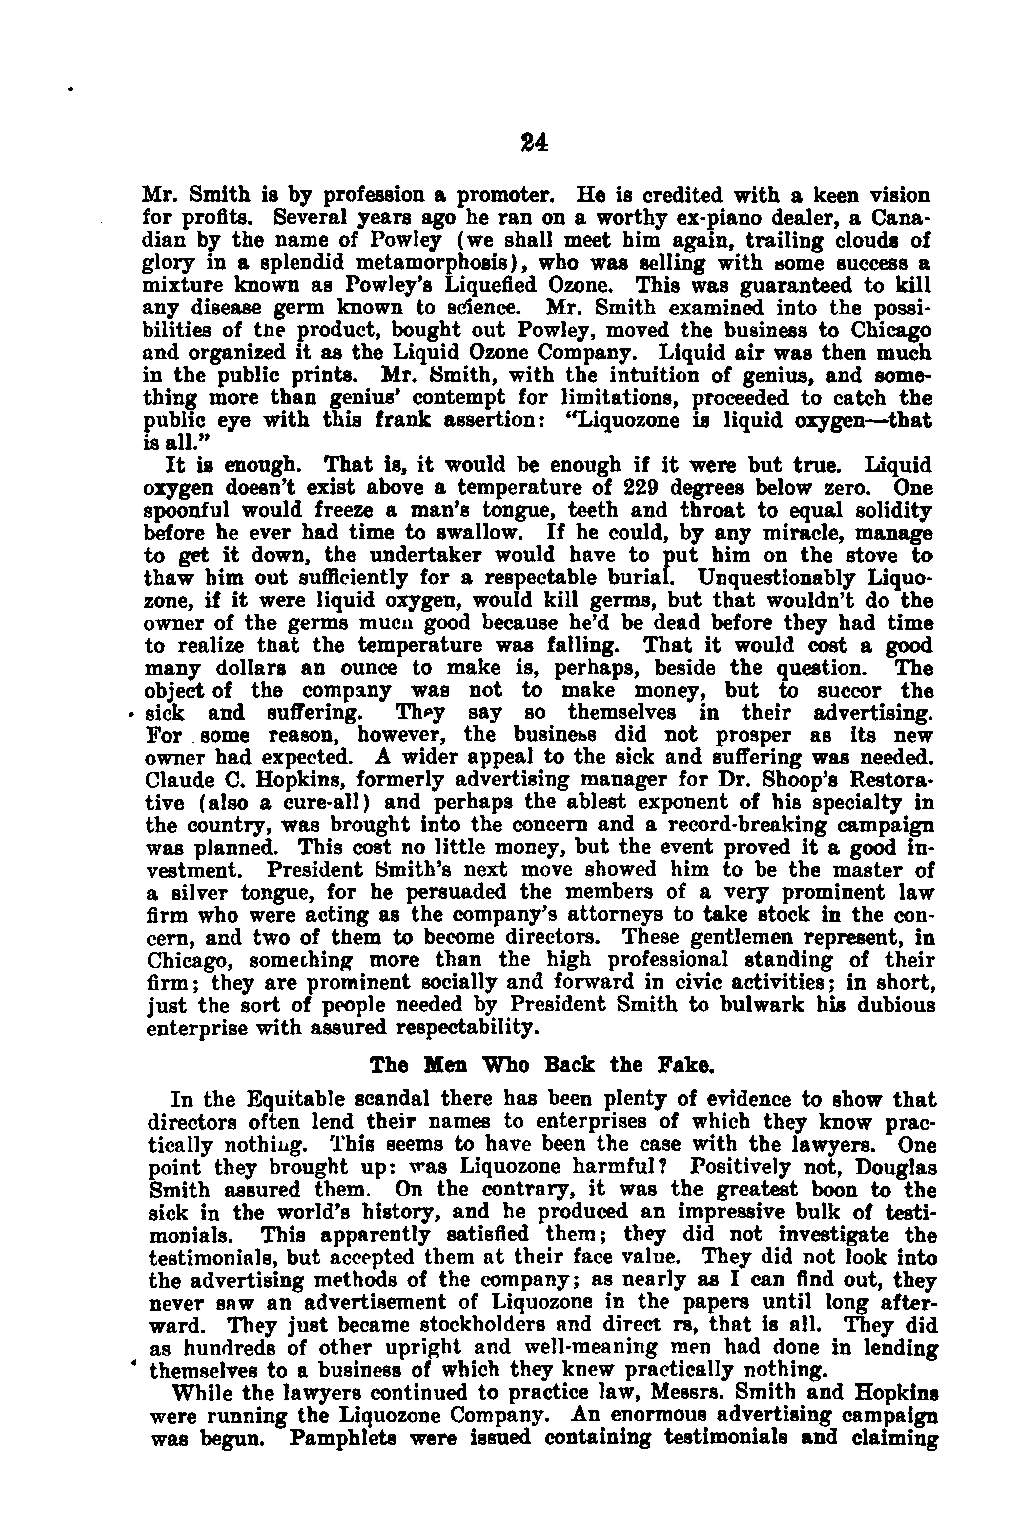 24
Mr. Smith is by profession a promoter. He is credited with a keen vision
for profits. Several years ago he ran on a worthy ex-piano dealer, a Cana-
dian by the name of Powley (we shall meet him again, trailing clouds of
glory in a splendid metamorphosis), who was selling with some success a
mixture known as Powley's Liquefied Ozone. This was guaranteed to kill
any disease germ known to science. Mr. Smith examined into the possi-
bilities of the product, bought out Powley, moved the business to Chicago
and organized it as the Liquid Ozone Company. Liquid air was then much
in the public prints. Mr. Smith, with the intuition of genius, and some-
thing more than genius' contempt for limitations, proceeded to catch the
public eye with this frank assertion: "Liquozone is liquid oxygen—that
is all."
It is enough. That is, it would be enough if it were but true. Liquid
oxygen doesn't exist above a temperature of 229 degrees below zero. One
spoonful would freeze a man's tongue, teeth and throat to equal solidity
before he ever had time to swallow. If he could, by any miracle, manage
to get it down, the undertaker would have to put him on the stove to
thaw him out sufficiently for a respectable burial. Unquestionably Liquo-
zone, if it were liquid oxygen, would kill germs, but that wouldn't do the
owner of the germs much good because he'd be dead before they had time
to realize that the temperature was falling. That it would cost a good
many dollars an ounce to make is, perhaps, beside the question. The
object of the company was not to make money, but to succor the
sick and suffering. They say so themselves in their advertising.
For some reason, however, the business did not prosper as its new
owner had expected. A wider appeal to the sick and suffering was needed.
Claude C. Hopkins, formerly advertising manager for Dr. Shoop's Restora-
tive (also a cure-all) and perhaps the ablest exponent of his specialty in
the country, was brought into the concern and a record-breaking campaign
was planned. This cost no little money, but the event proved it a good in-
vestment. President Smith's next move showed him to be the master of
a silver tongue, for he persuaded the members of a very prominent law
firm who were acting as the company's attorneys to take stock in the con-
cern, and two of them to become directors. These gentlemen represent, in
Chicago, something more than the high professional standing of their
firm; they are prominent socially and forward in civic activities; in short,
just the sort of people needed by President Smith to bulwark his dubious
enterprise with assured respectability.
The Men Who Back the Fake.
In the Equitable scandal there has been plenty of evidence to show that
directors often lend their names to enterprises of which they know prac-
tically nothing. This seems to have been the case with the lawyers. One
point they brought up: was Liquozone harmful? Positively not, Douglas
Smith assured them. On the contrary, it was the greatest boon to the
sick in the world's history, and he produced an impressive bulk of testi-
monials. This apparently satisfied them; they did not investigate the
testimonials, but accepted them at their face value. They did not look into
the advertising methods of the company; as nearly as I can find out, they
never saw an advertisement of Liquozone in the papers until long after-
ward. They just became stockholders and direct rs, that is all. They did
as hundreds of other upright and well-meaning men had done in lending
themselves to a business of which they knew practically nothing.
While the lawyers continued to practice law, Messrs. Smith and Hopkins
were running the Liquozone Company. An enormous advertising campaign
was begun. Pamphlets were issued containing testimonials and claiming